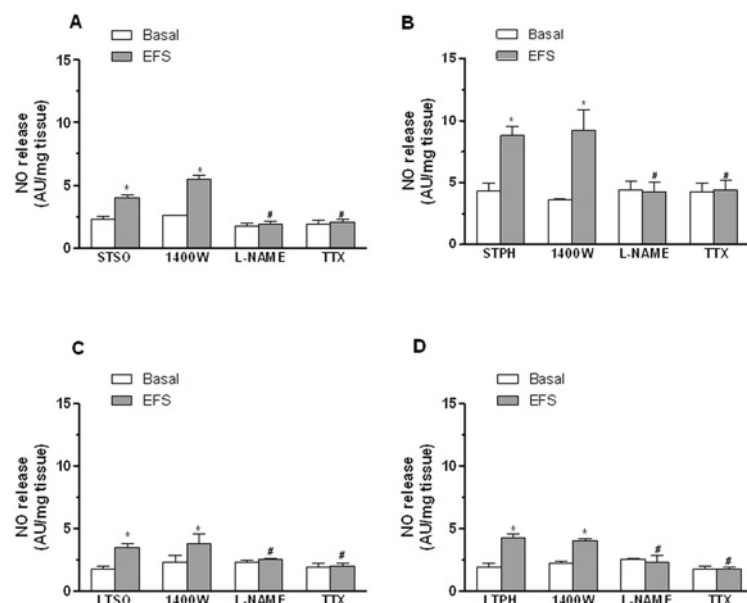 A
Basal
EFS
NO release
(AU/mg tissue)
15
10
5
0
*
*
#
#
STSO
1400W
L-NAME
TTX
B
Basal
EFS
NO release
(AU/mg tissue)
15
10
5
0
*
*
#
#
STPH
1400W
L-NAME
TTX
C
Basal
EFS
NO release
(AU/mg tissue)
15
10
5
0
*
*
#
#
LTSO
1400W
L-NAME
TTX
D
Basal
EFS
NO release
(AU/mg tissue)
15
10
5
0
*
*
#
#
LTPH
1400W
L-NAME
TTX